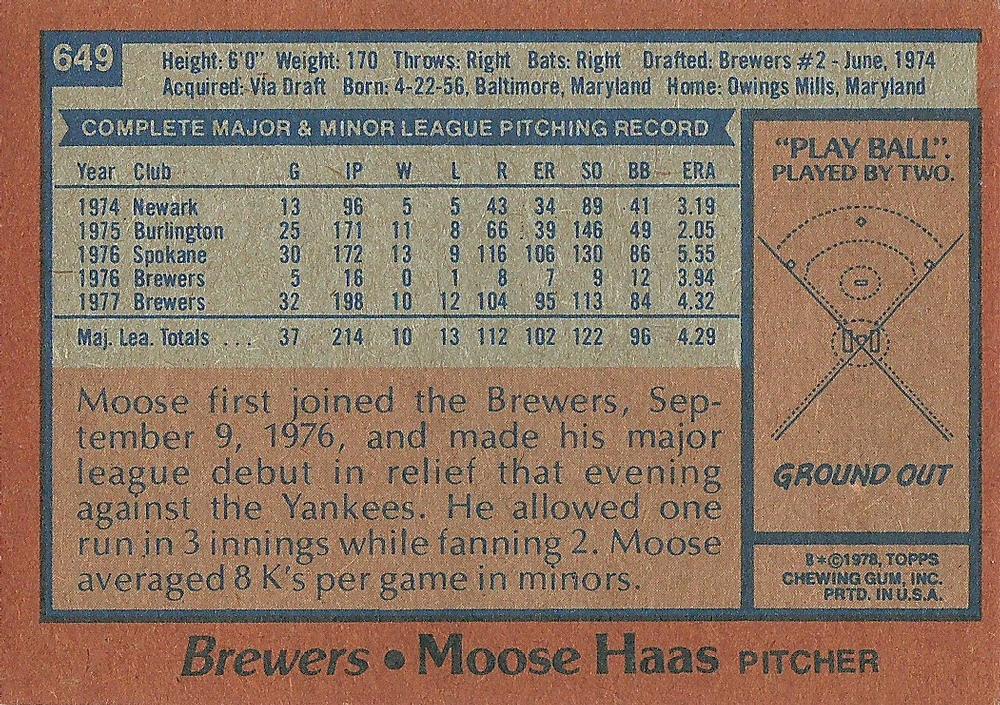 649
Height: 6'0" Weight: 170 Throws: Right Bats: Right Drafted: Brewers #2 - June, 1974
Acquired: Via Draft Born: 4-22-56, Baltimore, Maryland Home: Owings Mills, Maryland
COMPLETE MAJOR & MINOR LEAGUE PITCHING RECORD
Year Club G IP W L R ER SO BB ERA
1974 Newark 13 96 5 5 43 34 89 41 3.19
1975 Burlington 25 171 11 8 66 39 146 49 2.05
1976 Spokane 30 172 13 9 116 106 130 86 5.55
1976 Brewers 5 16 0 1 8 7 9 12 3.94
1977 Brewers 32 198 10 12 104 95 113 84 4.32
Maj. Lea. Totals ... 37 214 10 13 112 102 122 96 4.29
Moose first joined the Brewers, Sep-
tember 9, 1976, and made his major
league debut in relief that evening
against the Yankees. He allowed one
run in 3 innings while fanning 2. Moose
averaged 8 K's per game in minors.
"PLAY BALL".
PLAYED BY TWO.
GROUND OUT
B*©1978, TOPPS
CHEWING GUM, INC.
PRTD. IN U.S.A.
Brewers • Moose Haas PITCHER